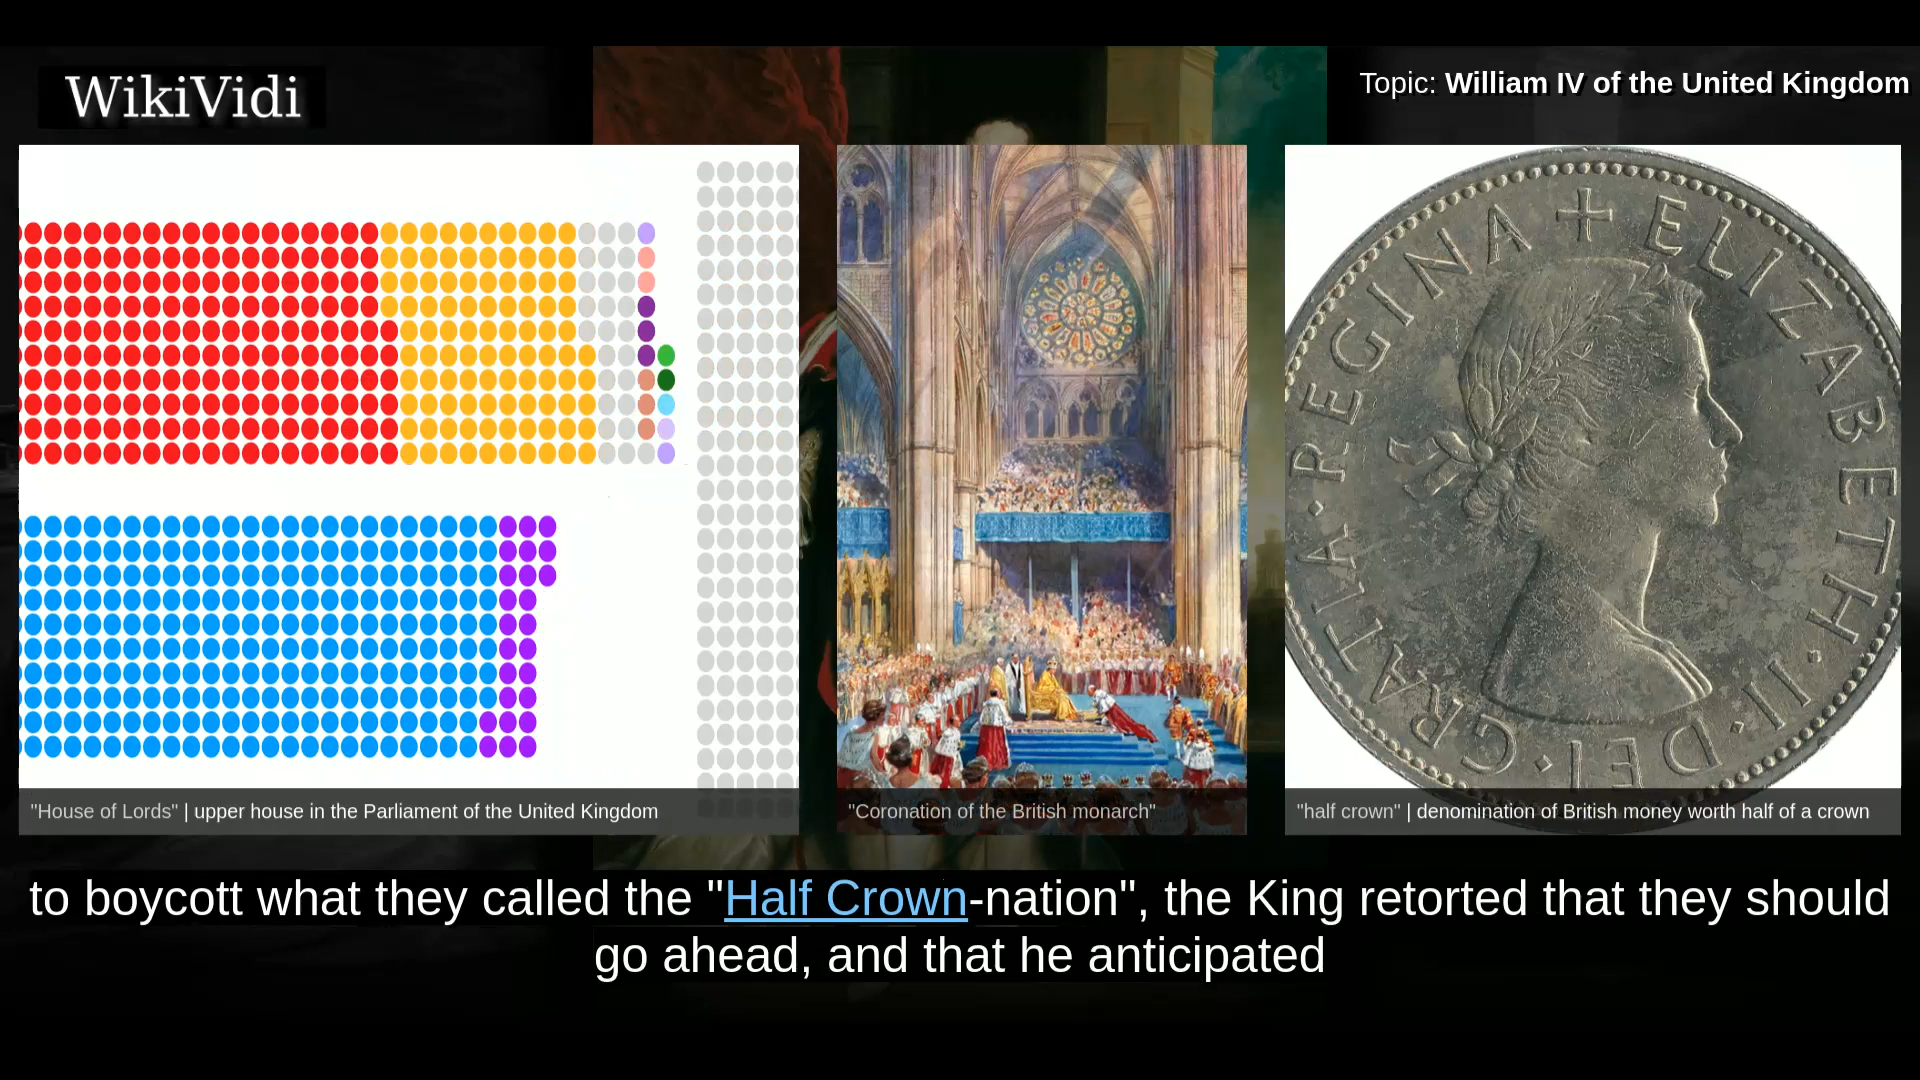 WikiVidi
Topic: William IV of the United Kingdom
"House of Lords" | upper house in the Parliament of the United Kingdom
"Coronation of the British monarch"
+ ELIZABETH · II · DEI · GRATIA · REGINA
"half crown" | denomination of British money worth half of a crown
to boycott what they called the "Half Crown-nation", the King retorted that they should
go ahead, and that he anticipated